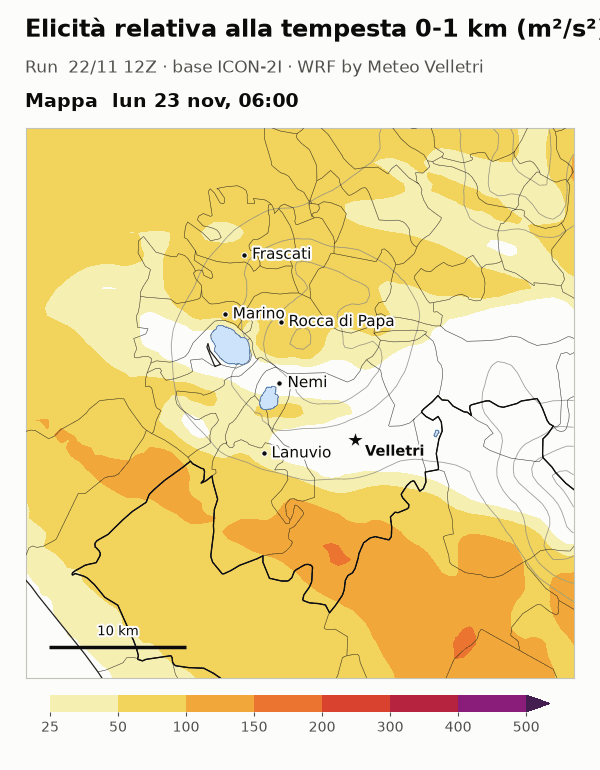 Elicità relativa alla tempesta 0-1 km (m²/s²)
Run 22/11 12Z · base ICON-2I · WRF by Meteo Velletri
Mappa lun 23 nov, 06:00
Frascati
Marino
Rocca di Papa
Nemi
Velletri
Lanuvio
10 km
25 50 100 150 200 300 400 500